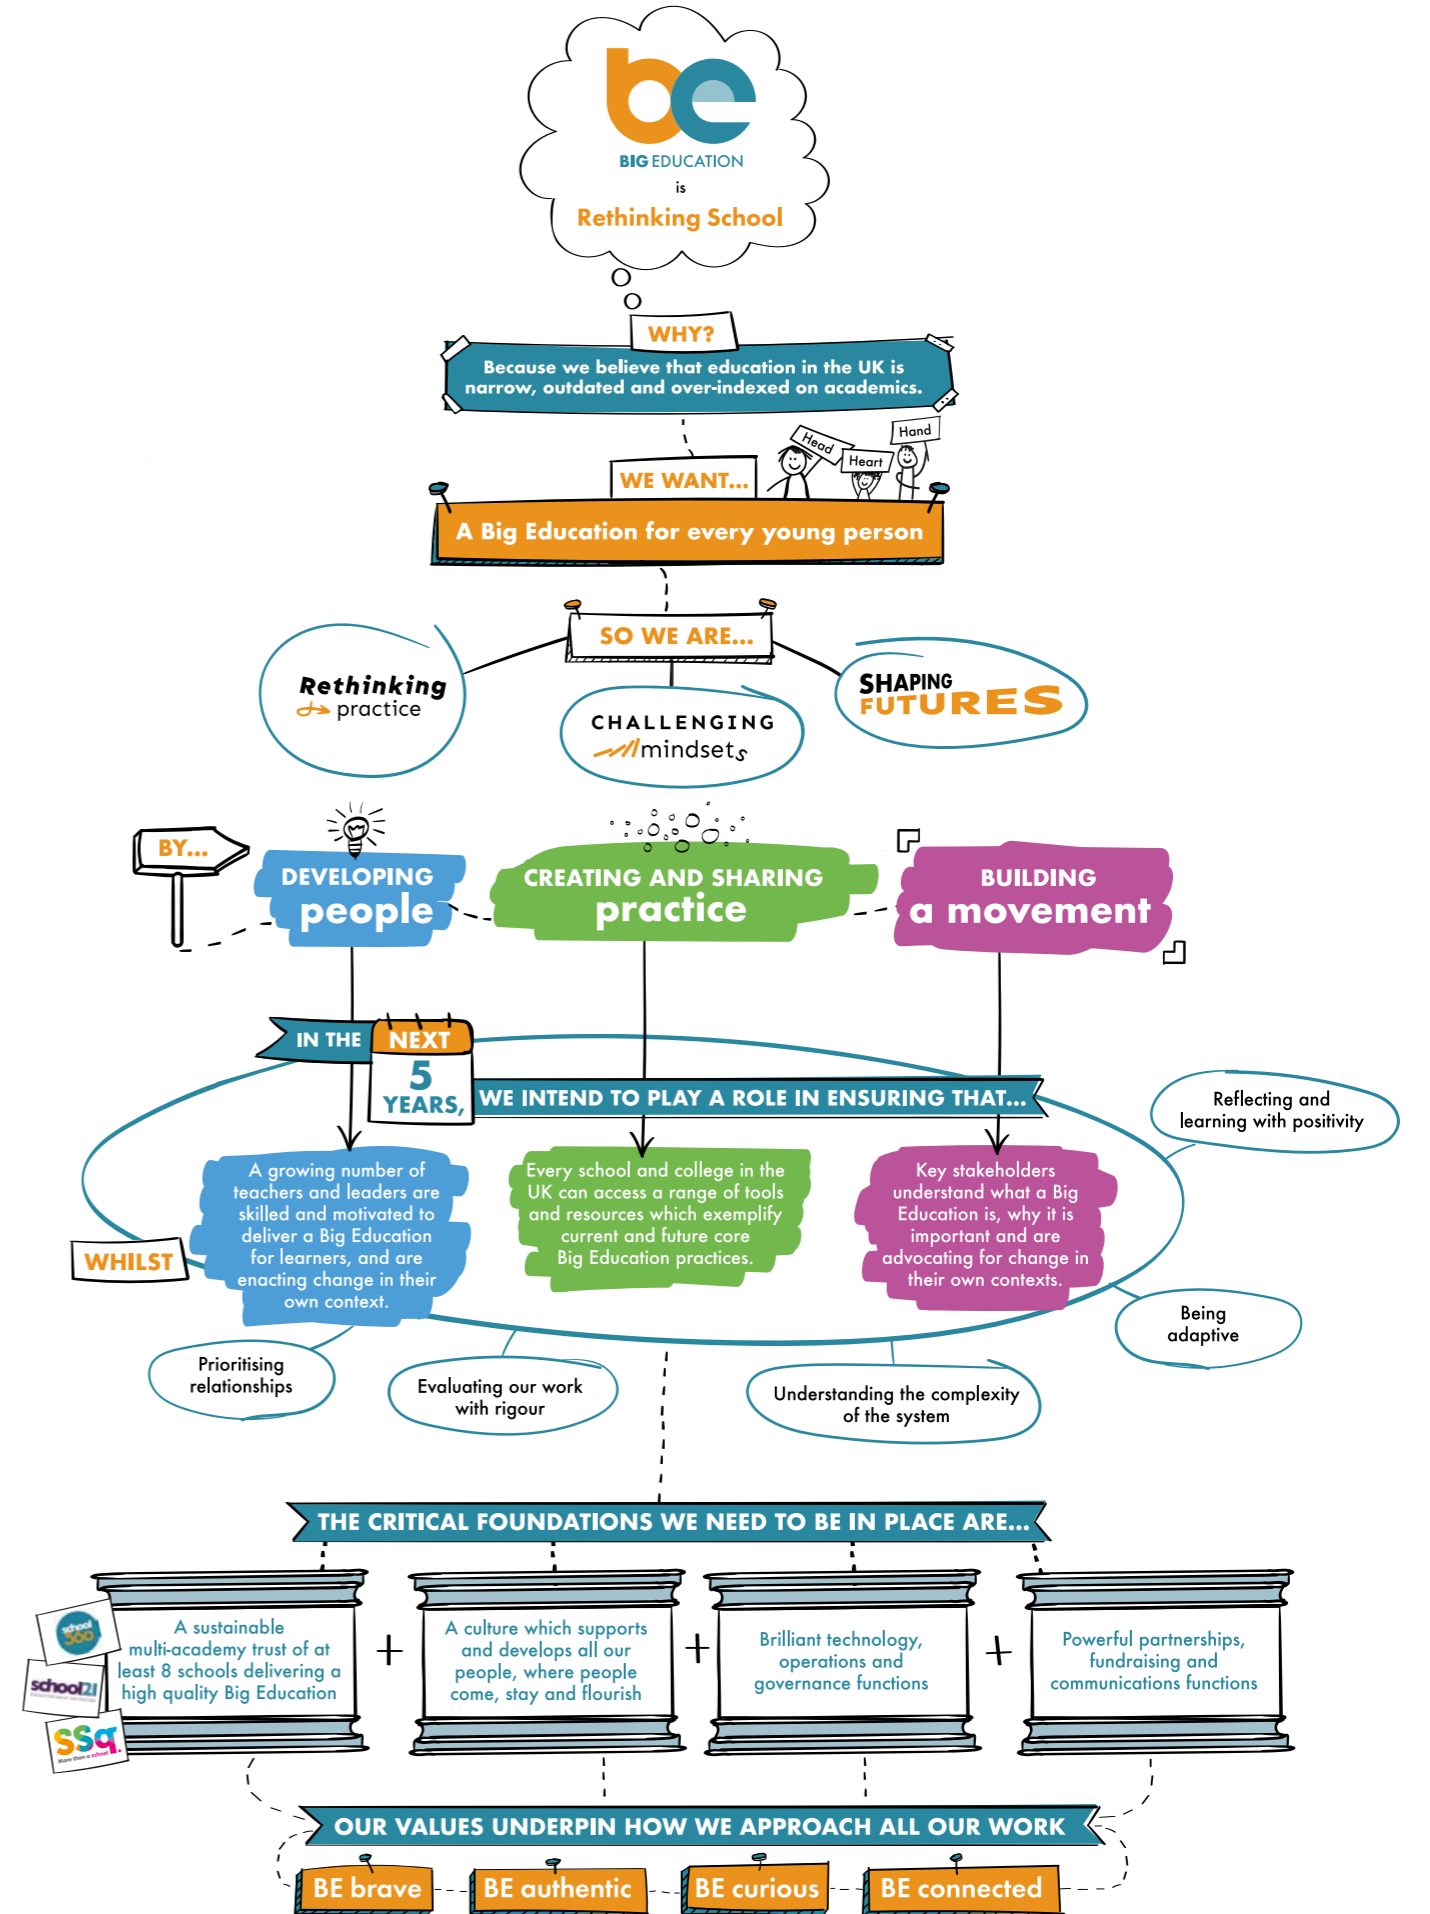 be
BIG EDUCATION
is
Rethinking School
WHY?
Because we believe that education in the UK is
narrow, outdated and over-indexed on academics.
Head
Heart
Hand
WE WANT...
A Big Education for every young person
SO WE ARE...
Rethinking
practice
CHALLENGING
mindsets
SHAPING
FUTURES
BY...
DEVELOPING
people
CREATING AND SHARING
practice
BUILDING
a movement
IN THE
NEXT
5
YEARS,
WE INTEND TO PLAY A ROLE IN ENSURING THAT...
A growing number of
teachers and leaders are
skilled and motivated to
deliver a Big Education
for learners, and are
enacting change in their
own context.
Every school and college in the
UK can access a range of tools
and resources which exemplify
current and future core
Big Education practices.
Key stakeholders
understand what a Big
Education is, why it is
important and are
advocating for change in
their own contexts.
WHILST
Prioritising
relationships
Evaluating our work
with rigour
Understanding the complexity
of the system
Being
adaptive
Reflecting and
learning with positivity
THE CRITICAL FOUNDATIONS WE NEED TO BE IN PLACE ARE...
school
360
school21
SSq.
More than a school
A sustainable
multi-academy trust of at
least 8 schools delivering a
high quality Big Education
+
A culture which supports
and develops all our
people, where people
come, stay and flourish
+
Brilliant technology,
operations and
governance functions
+
Powerful partnerships,
fundraising and
communications functions
OUR VALUES UNDERPIN HOW WE APPROACH ALL OUR WORK
BE brave
BE authentic
BE curious
BE connected